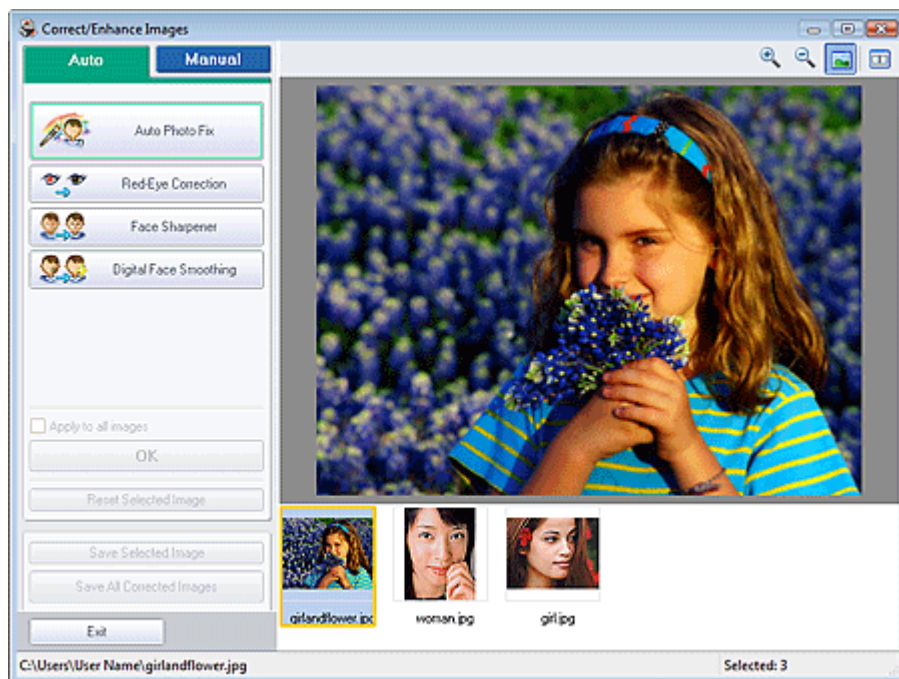 Correct/Enhance Images
Auto
Manual
Auto Photo Fix
Red-Eye Correction
Face Sharpener
Digital Face Smoothing
Apply to all images
OK
Reset Selected Image
Save Selected Image
Save All Corrected Images
Exit
girlandflower.jpg
woman.jpg
girl.jpg
C:\Users\User Name\girlandflower.jpg
Selected: 3